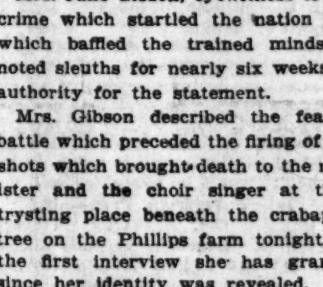 crime which startled the nation
which baffled the trained minds
noted sleuths for nearly six weeks
authority for the statement.
Mrs. Gibson described the fea
battle which preceded the firing of
shots which brought death to the
ister and the choir singer at t
trysting place beneath the crabap
tree on the Phillips farm tonight
the first interview she has gran
since her identity was revealed.